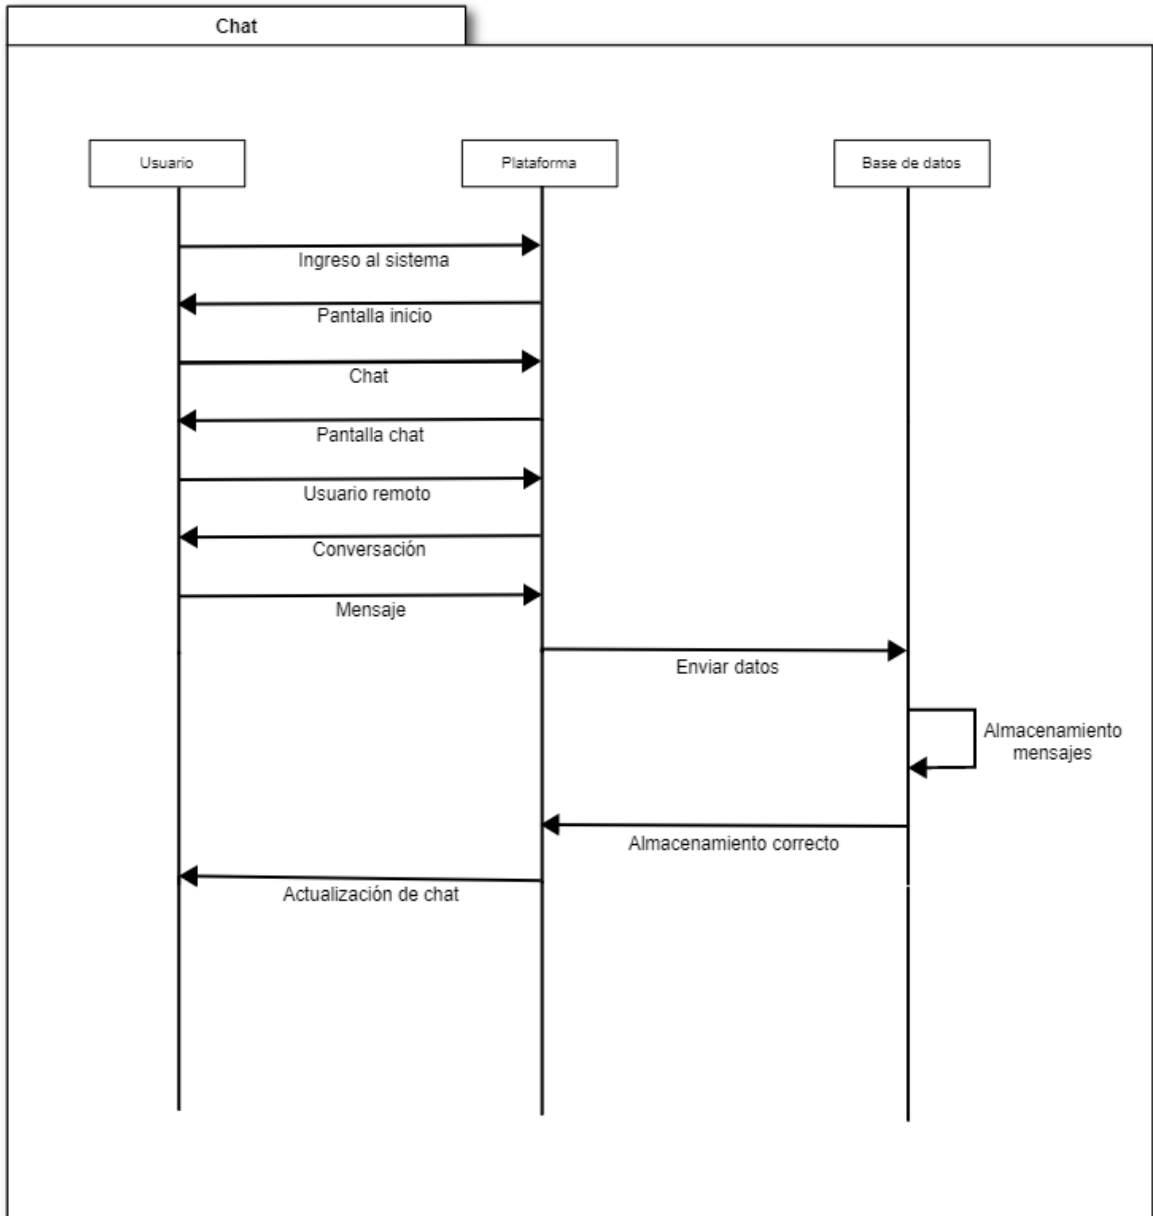 Chat
Usuario
Plataforma
Base de datos
Ingreso al sistema
Pantalla inicio
Chat
Pantalla chat
Usuario remoto
Conversación
Mensaje
Enviar datos
Almacenamiento
mensajes
Almacenamiento correcto
Actualización de chat